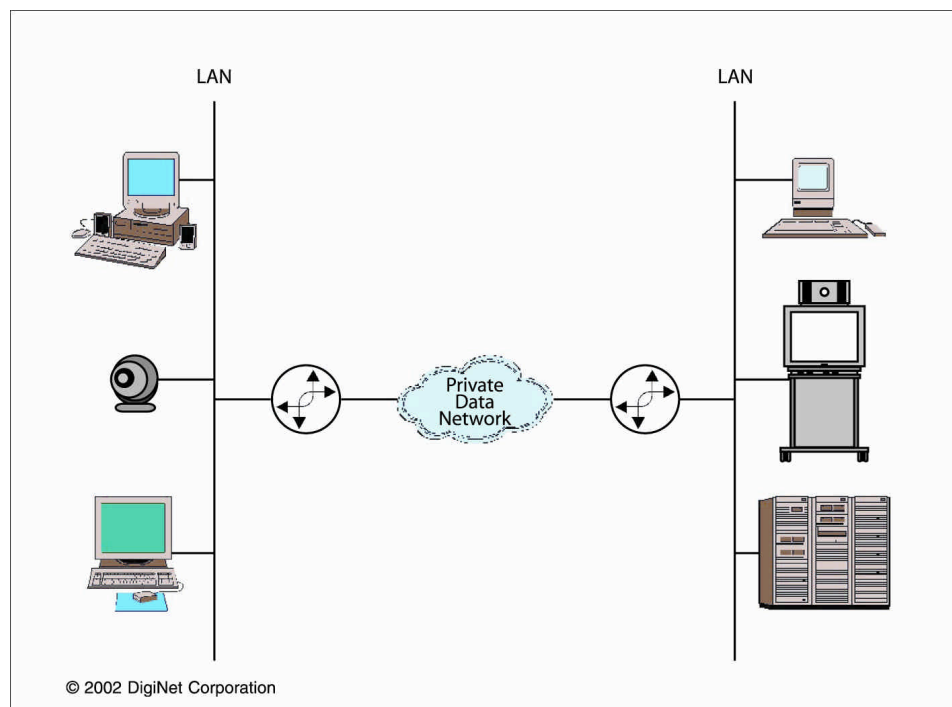 LAN
LAN
Private
Data
Network
© 2002 DigiNet Corporation